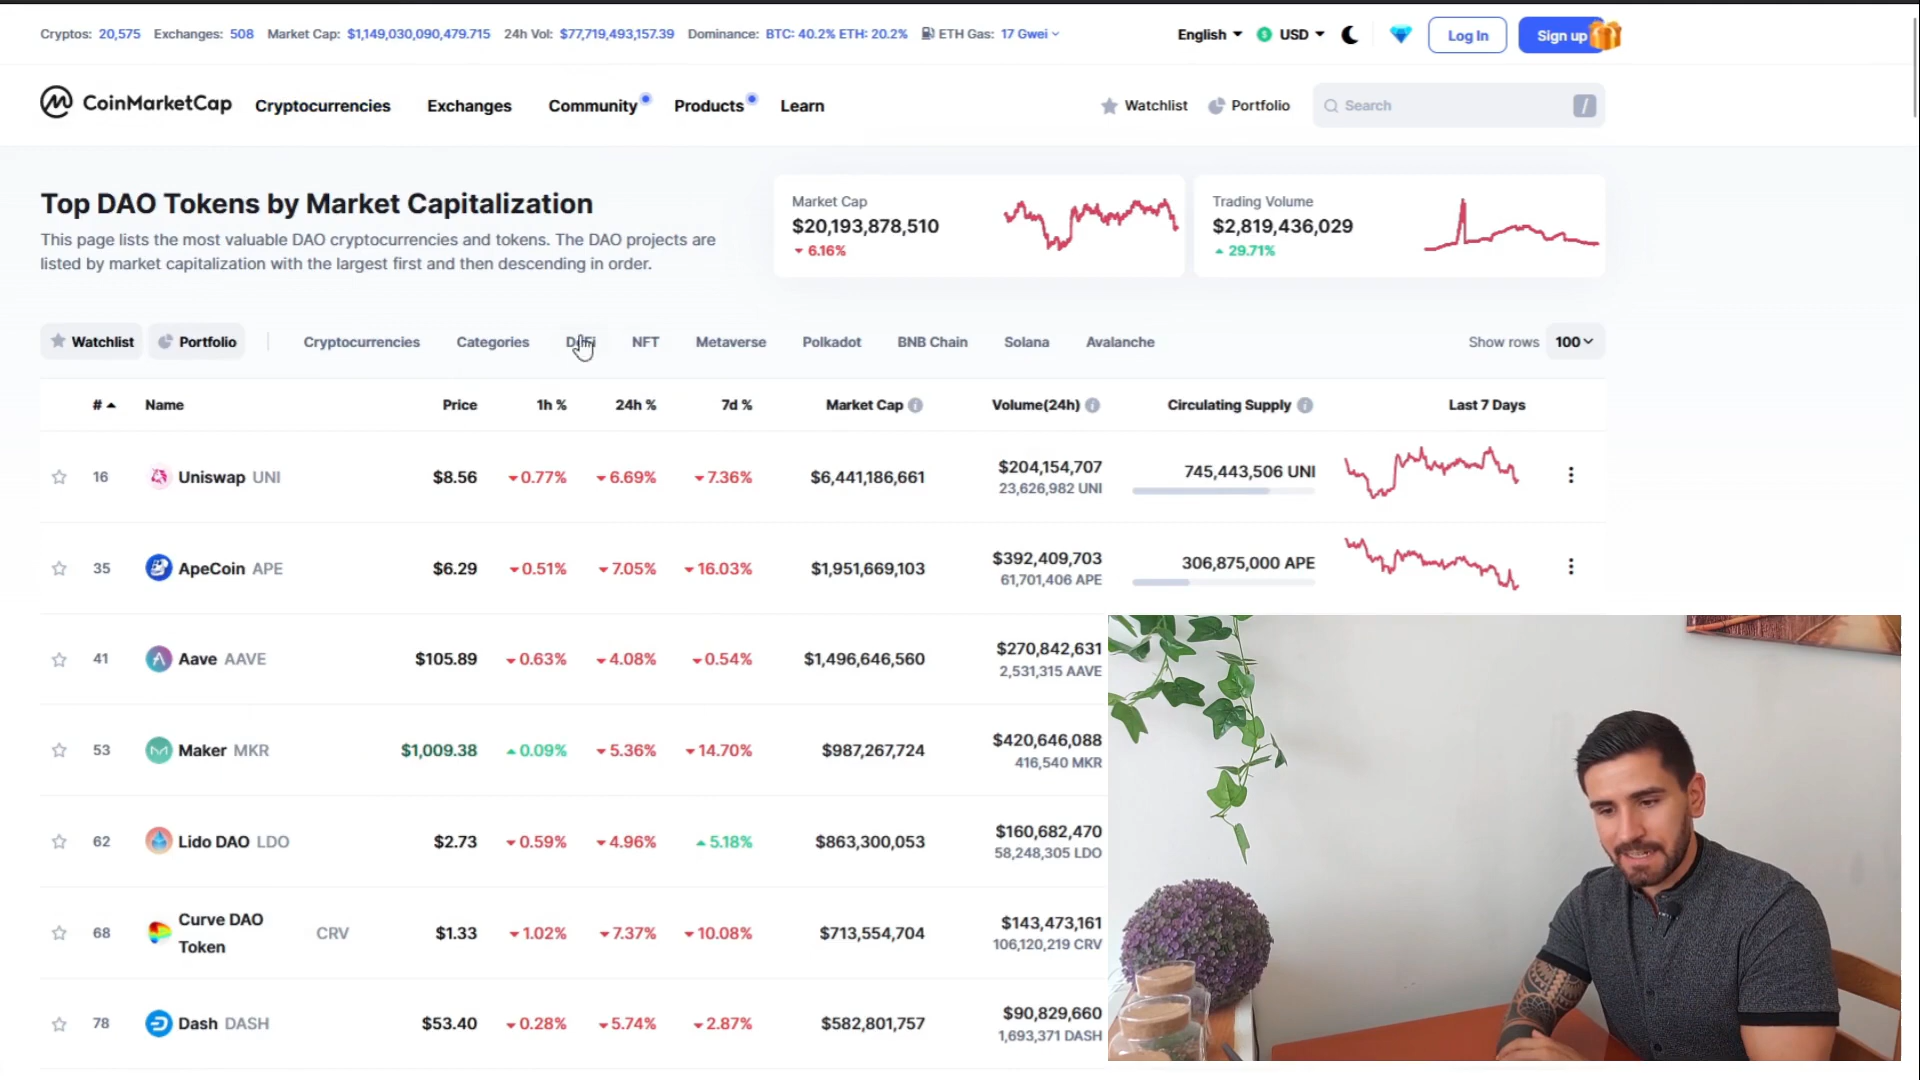 Cryptos: 20,575 Exchanges: 508 Market Cap: $1,149,030,090,479.715 24h Vol: $77,719,493,157.39 Dominance: BTC: 40.2% ETH: 20.2% ETH Gas: 17 Gwei English USD Log In Sign up
CoinMarketCap Cryptocurrencies Exchanges Community Products Learn Watchlist Portfolio Search /
Top DAO Tokens by Market Capitalization
This page lists the most valuable DAO cryptocurrencies and tokens. The DAO projects are
listed by market capitalization with the largest first and then descending in order.
Market Cap
$20,193,878,510
6.16%
Trading Volume
$2,819,436,029
29.71%
Watchlist Portfolio Cryptocurrencies Categories DeFi NFT Metaverse Polkadot BNB Chain Solana Avalanche Show rows 100
# Name Price 1h % 24h % 7d % Market Cap Volume(24h) Circulating Supply Last 7 Days
16 Uniswap UNI $8.56 0.77% 6.69% 7.36% $6,441,186,661 $204,154,707 745,443,506 UNI
23,626,982 UNI
35 ApeCoin APE $6.29 0.51% 7.05% 16.03% $1,951,669,103 $392,409,703 306,875,000 APE
61,701,406 APE
41 Aave AAVE $105.89 0.63% 4.08% 0.54% $1,496,646,560 $270,842,631
2,531,315 AAVE
53 Maker MKR $1,009.38 0.09% 5.36% 14.70% $987,267,724 $420,646,088
416,540 MKR
62 Lido DAO LDO $2.73 0.59% 4.96% 5.18% $863,300,053 $160,682,470
58,248,305 LDO
68 Curve DAO Token CRV $1.33 1.02% 7.37% 10.08% $713,554,704 $143,473,161
106,120,219 CRV
78 Dash DASH $53.40 0.28% 5.74% 2.87% $582,801,757 $90,829,660
1,693,371 DASH